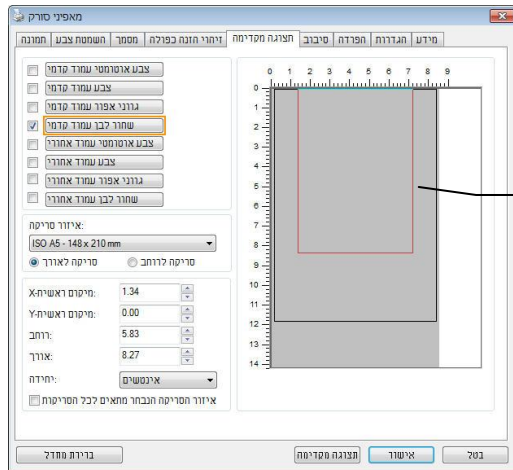 מאפיני סורק
תמונה השמטת צבע מסמך זיהוי הזנה כפולה תצוגה מקדימה סיבוב הפרדה הגדרות מידע
צבע אוטומטי עמוד קדמי
צבע עמוד קדמי
גווני אפור עמוד קדמי
שחור לבן עמוד קדמי
צבע אוטומטי עמוד אחורי
צבע עמוד אחורי
גווני אפור עמוד אחורי
שחור לבן עמוד אחורי
איזור סריקה:
ISO A5 - 148 x 210 mm
סריקה לאורך סריקה לרוחב
מיקום ראשית-X: 1.34
מיקום ראשית-Y: 0.00
רוחב: 5.83
אורך: 8.27
יחידה: אינטשים
איזור הסריקה הנבחר מתאים לכל הסריקות
0 1 2 3 4 5 6 7 8 9
0
1
2
3
4
5
6
7
8
9
10
11
12
13
14
ברירת מחדל תצוגה מקדימה אישור בטל